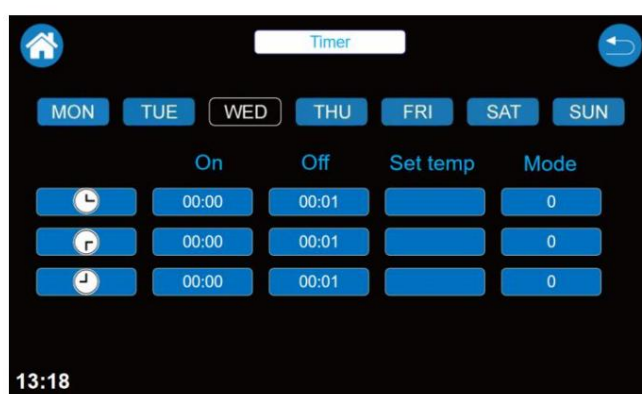 Timer
MON TUE WED THU FRI SAT SUN
On Off Set temp Mode
00:00 00:01 0
00:00 00:01 0
00:00 00:01 0
13:18